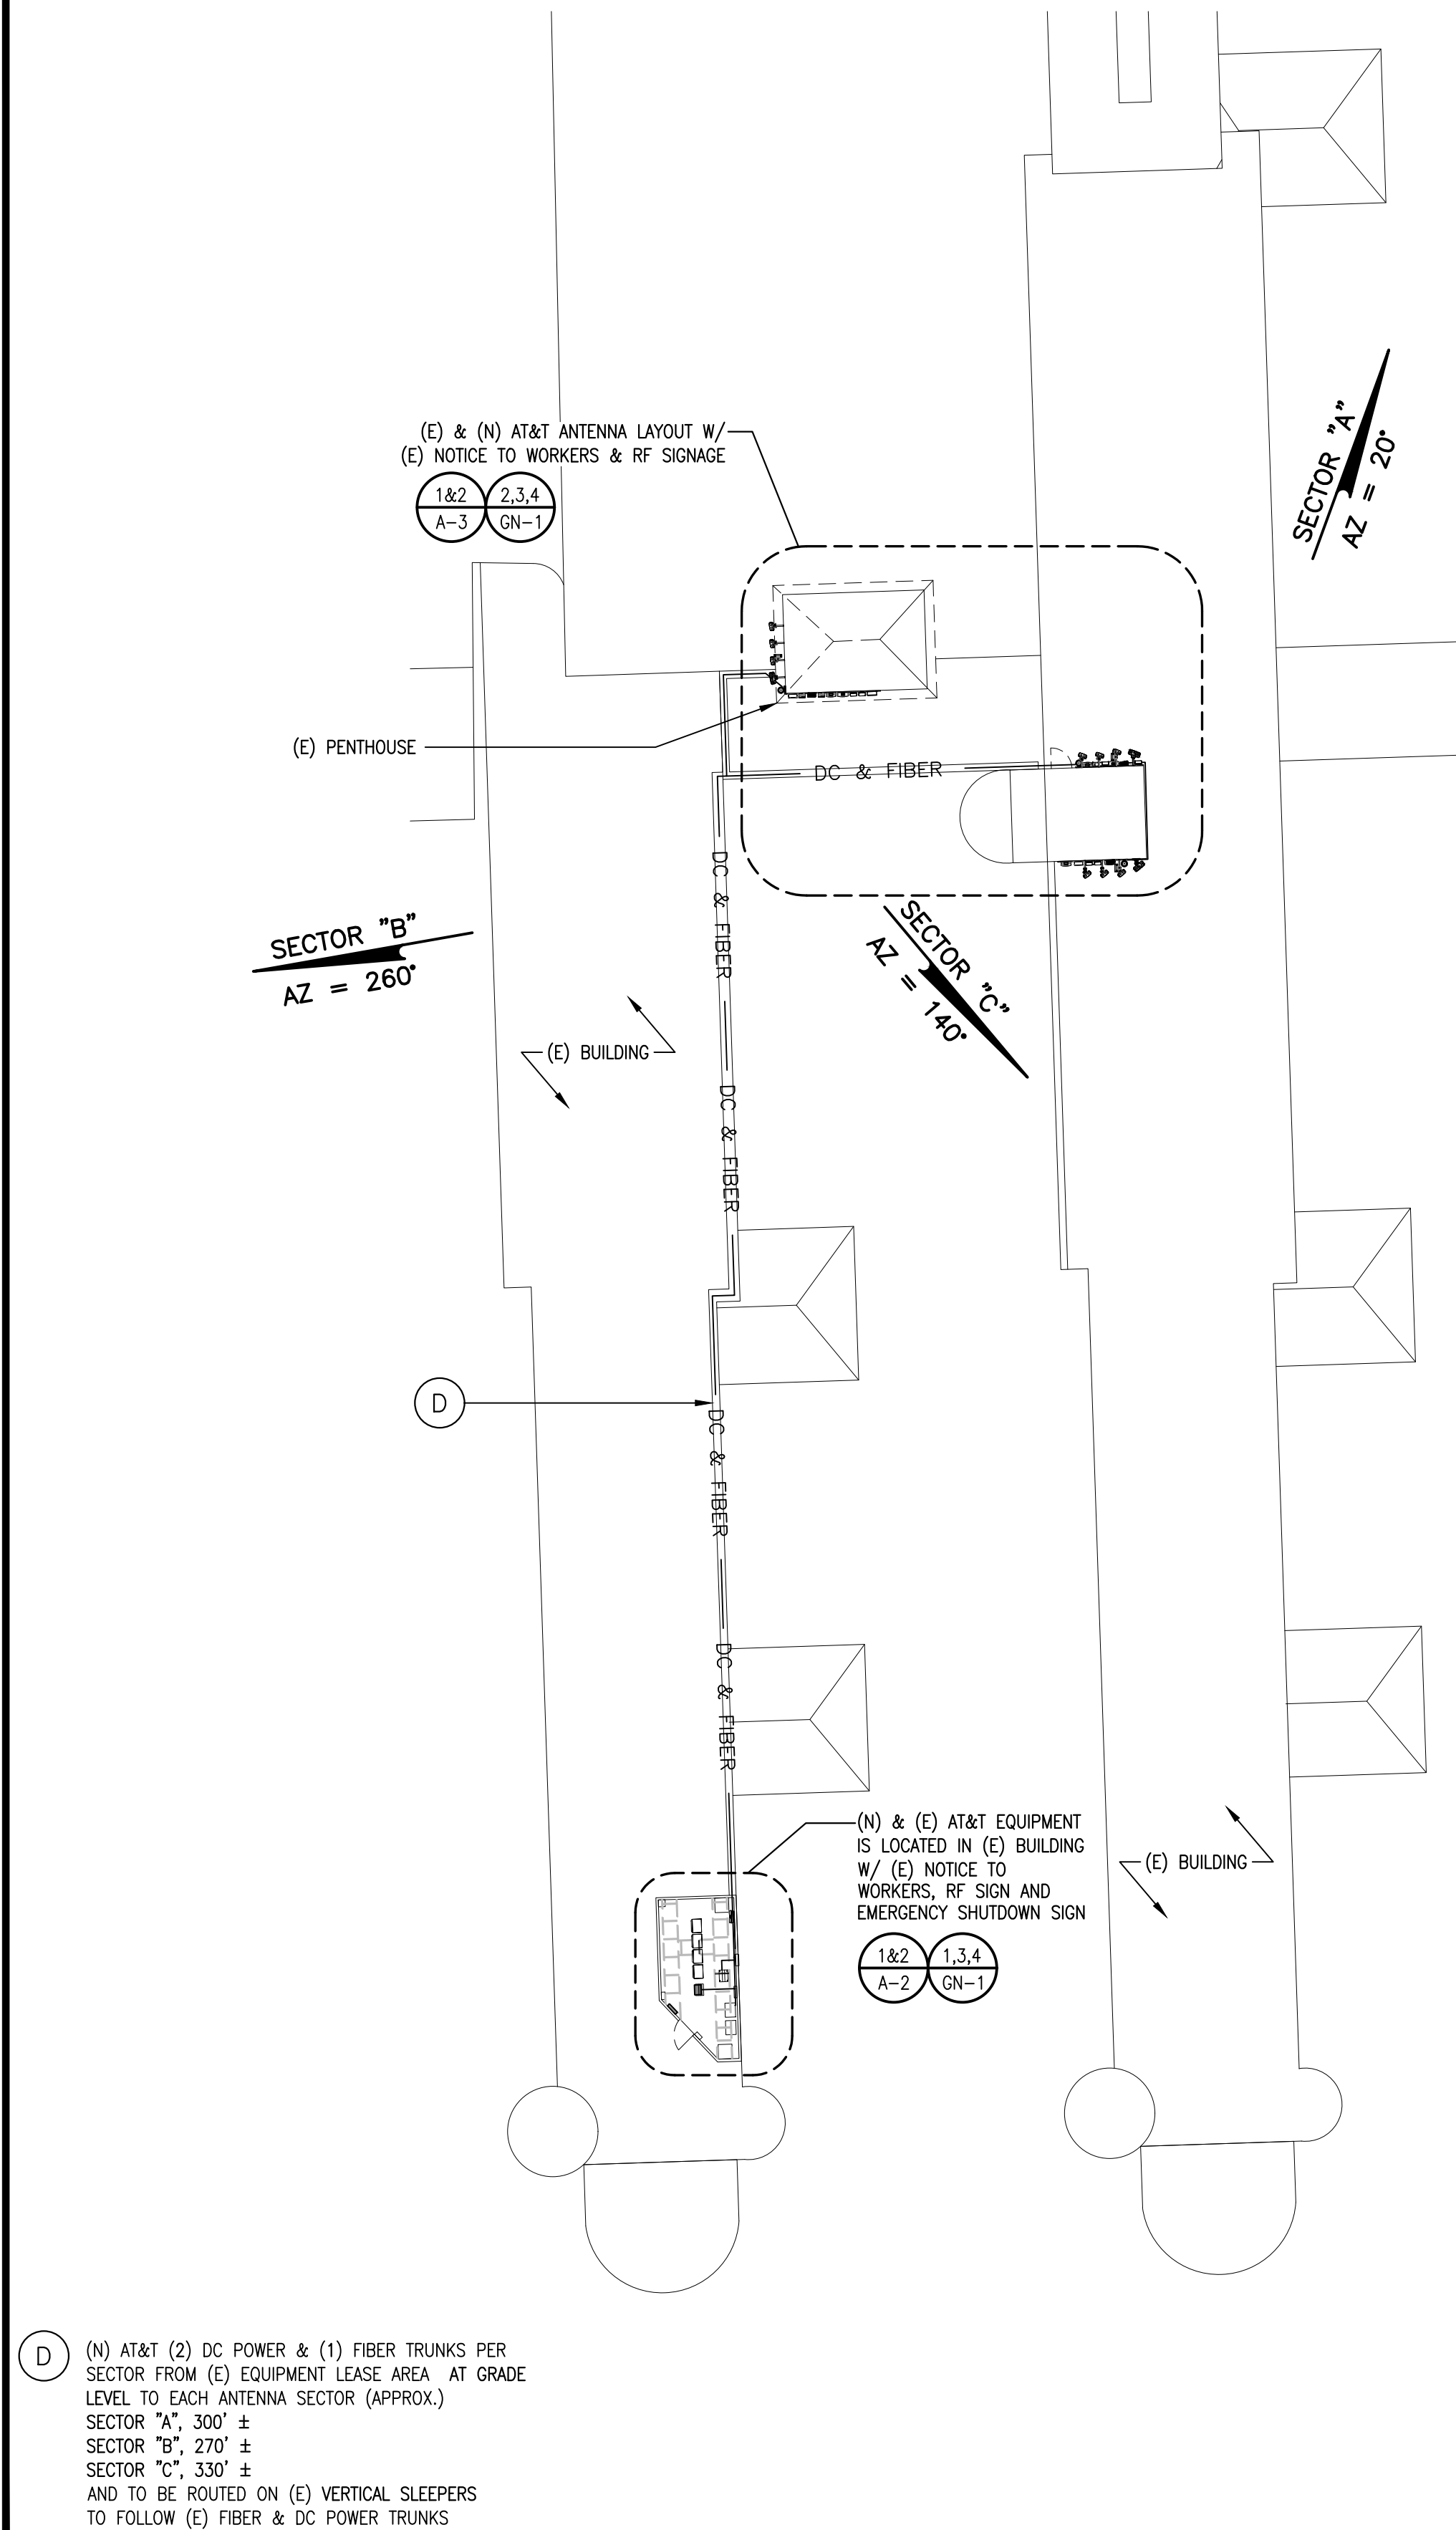 SECTOR "A"
AZ = 20°
(E) & (N) AT&T ANTENNA LAYOUT W/
(E) NOTICE TO WORKERS & RF SIGNAGE
1&2
A-3
2,3,4
GN-1
(E) PENTHOUSE
DC & FIBER
DC & FIBER
SECTOR "B"
AZ = 260°
SECTOR "C"
AZ = 140°
(E) BUILDING
DC & FIBER
D
DC & FIBER
DC & FIBER
(N) & (E) AT&T EQUIPMENT
IS LOCATED IN (E) BUILDING
W/ (E) NOTICE TO
WORKERS, RF SIGN AND
EMERGENCY SHUTDOWN SIGN
1&2
A-2
1,3,4
GN-1
(E) BUILDING
D
(N) AT&T (2) DC POWER & (1) FIBER TRUNKS PER
SECTOR FROM (E) EQUIPMENT LEASE AREA AT GRADE
LEVEL TO EACH ANTENNA SECTOR (APPROX.)
SECTOR "A", 300' ±
SECTOR "B", 270' ±
SECTOR "C", 330' ±
AND TO BE ROUTED ON (E) VERTICAL SLEEPERS
TO FOLLOW (E) FIBER & DC POWER TRUNKS